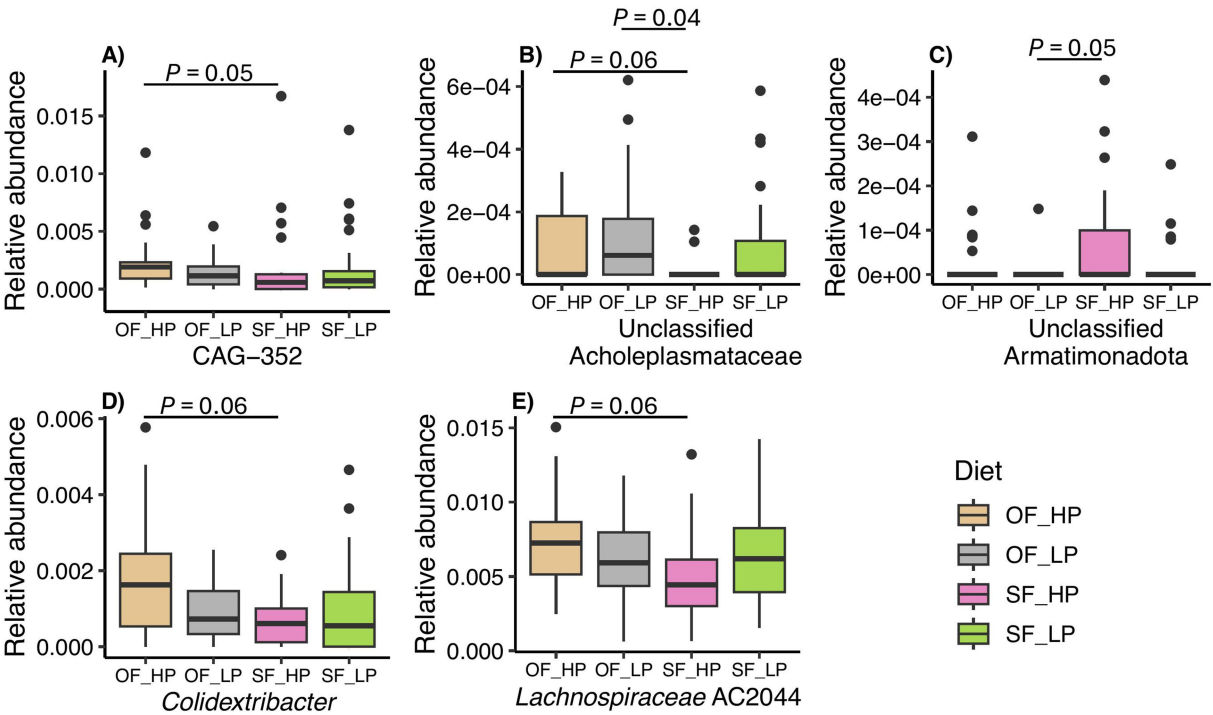 A)
P = 0.05
Relative abundance
0.015
0.010
0.005
0.000
OF_HP OF_LP SF_HP SF_LP
CAG−352
P = 0.04
B)
P = 0.06
Relative abundance
6e−04
4e−04
2e−04
0e+00
OF_HP OF_LP SF_HP SF_LP
Unclassified
Acholeplasmataceae
C)
P = 0.05
Relative abundance
4e−04
3e−04
2e−04
1e−04
0e+00
OF_HP OF_LP SF_HP SF_LP
Unclassified
Armatimonadota
D)
P = 0.06
Relative abundance
0.006
0.004
0.002
0.000
OF_HP OF_LP SF_HP SF_LP
Colidextribacter
E)
P = 0.06
Relative abundance
0.015
0.010
0.005
0.000
OF_HP OF_LP SF_HP SF_LP
Lachnospiraceae AC2044
Diet
OF_HP
OF_LP
SF_HP
SF_LP